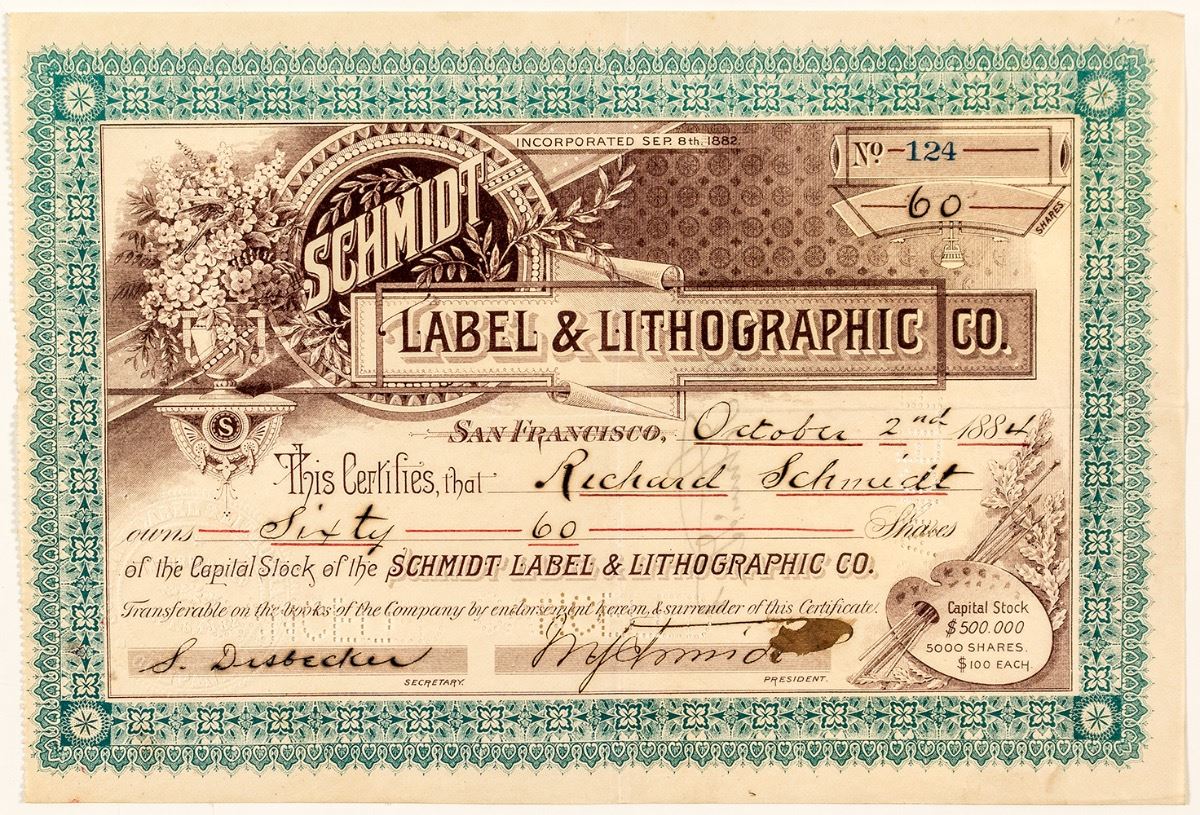 INCORPORATED SEP. 8th, 1882.
No 124
60
SHARES
SCHMIDT
LABEL & LITHOGRAPHIC CO.
S
SAN FRANCISCO, October 2nd 1884
This Certifies, that Richard Schmidt
owns Sixty 60 Shares
of the Capital Stock of the SCHMIDT LABEL & LITHOGRAPHIC CO.
Transferable on the books of the Company by endorsement hereon, & surrender of this Certificate.
Capital Stock
$500.000
5000 SHARES.
$100 EACH.
S. Disbecker
SECRETARY.
PRESIDENT.